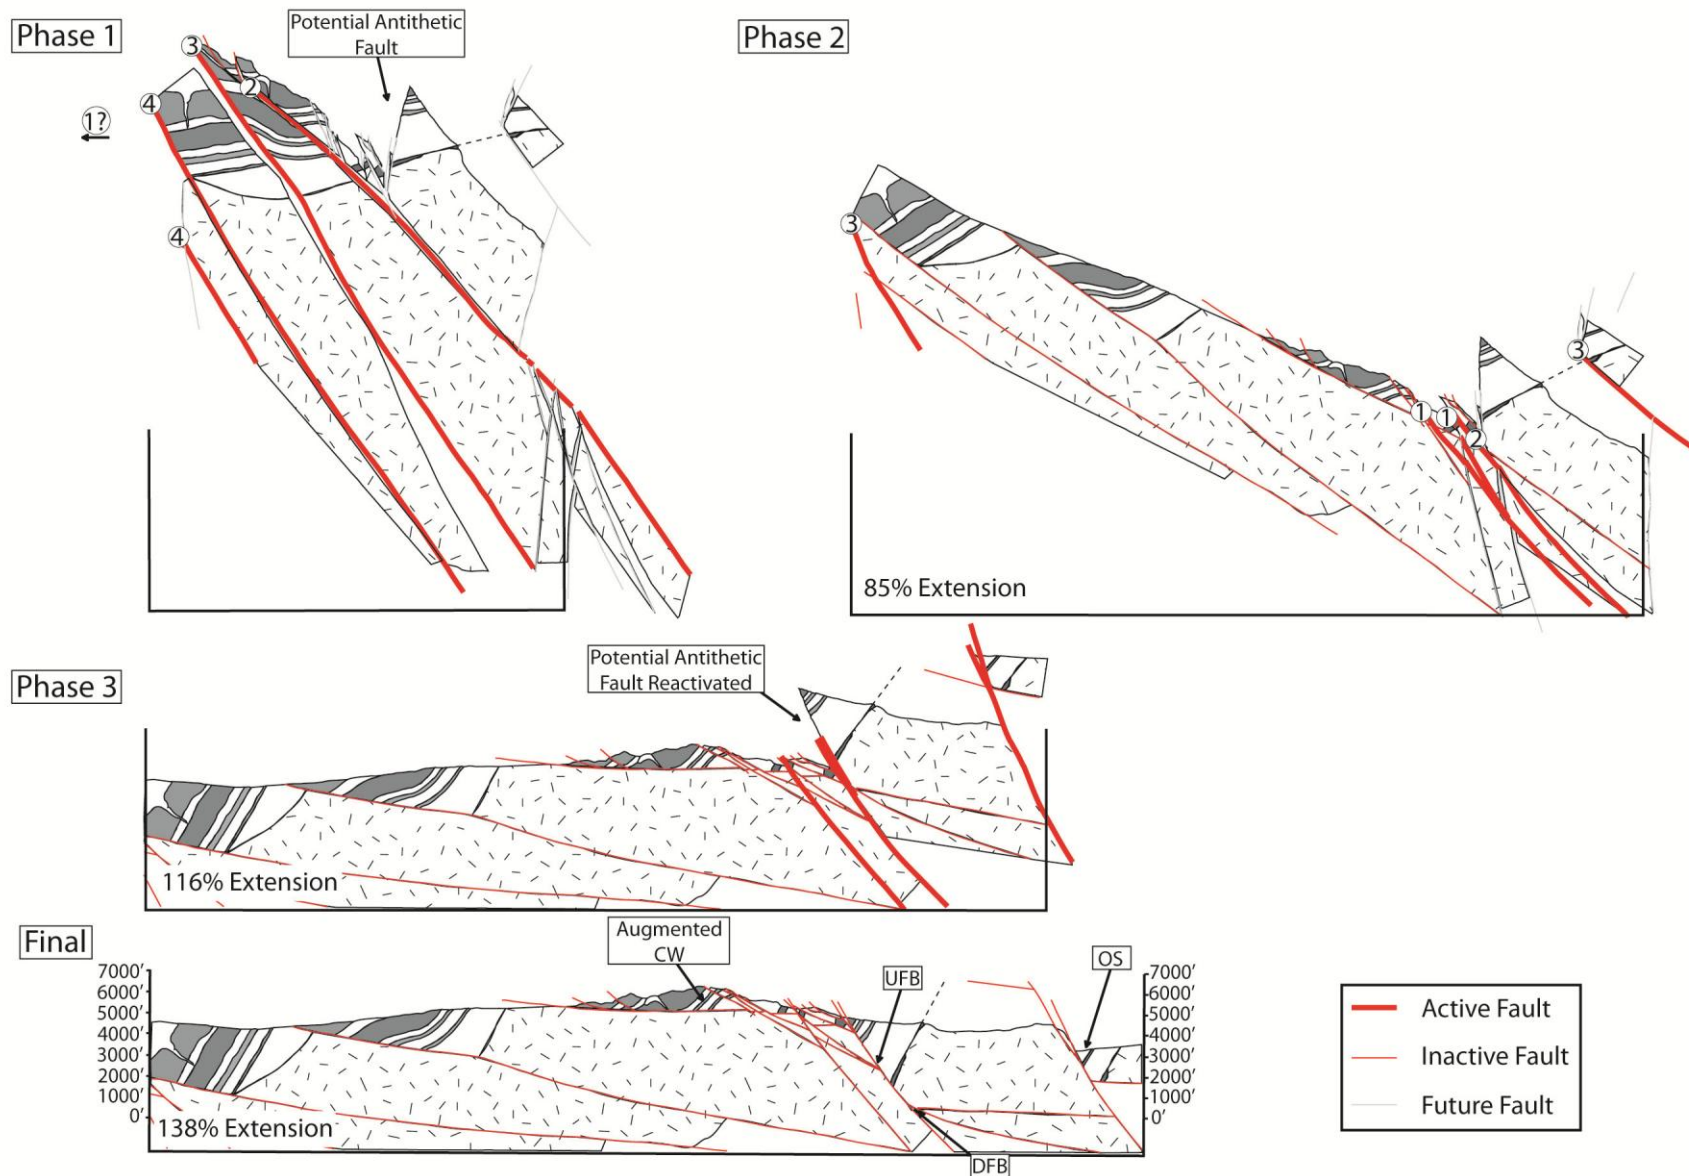 Phase 1
Potential Antithetic
Fault
3
2
4
1?
4
Phase 2
3
3
1
1
2
85% Extension
Phase 3
Potential Antithetic
Fault Reactivated
116% Extension
Final
Augmented
CW
UFB
OS
DFB
7000'
6000'
5000'
4000'
3000'
2000'
1000'
0'
138% Extension
7000'
6000'
5000'
4000'
3000'
2000'
1000'
0'
Active Fault
Inactive Fault
Future Fault